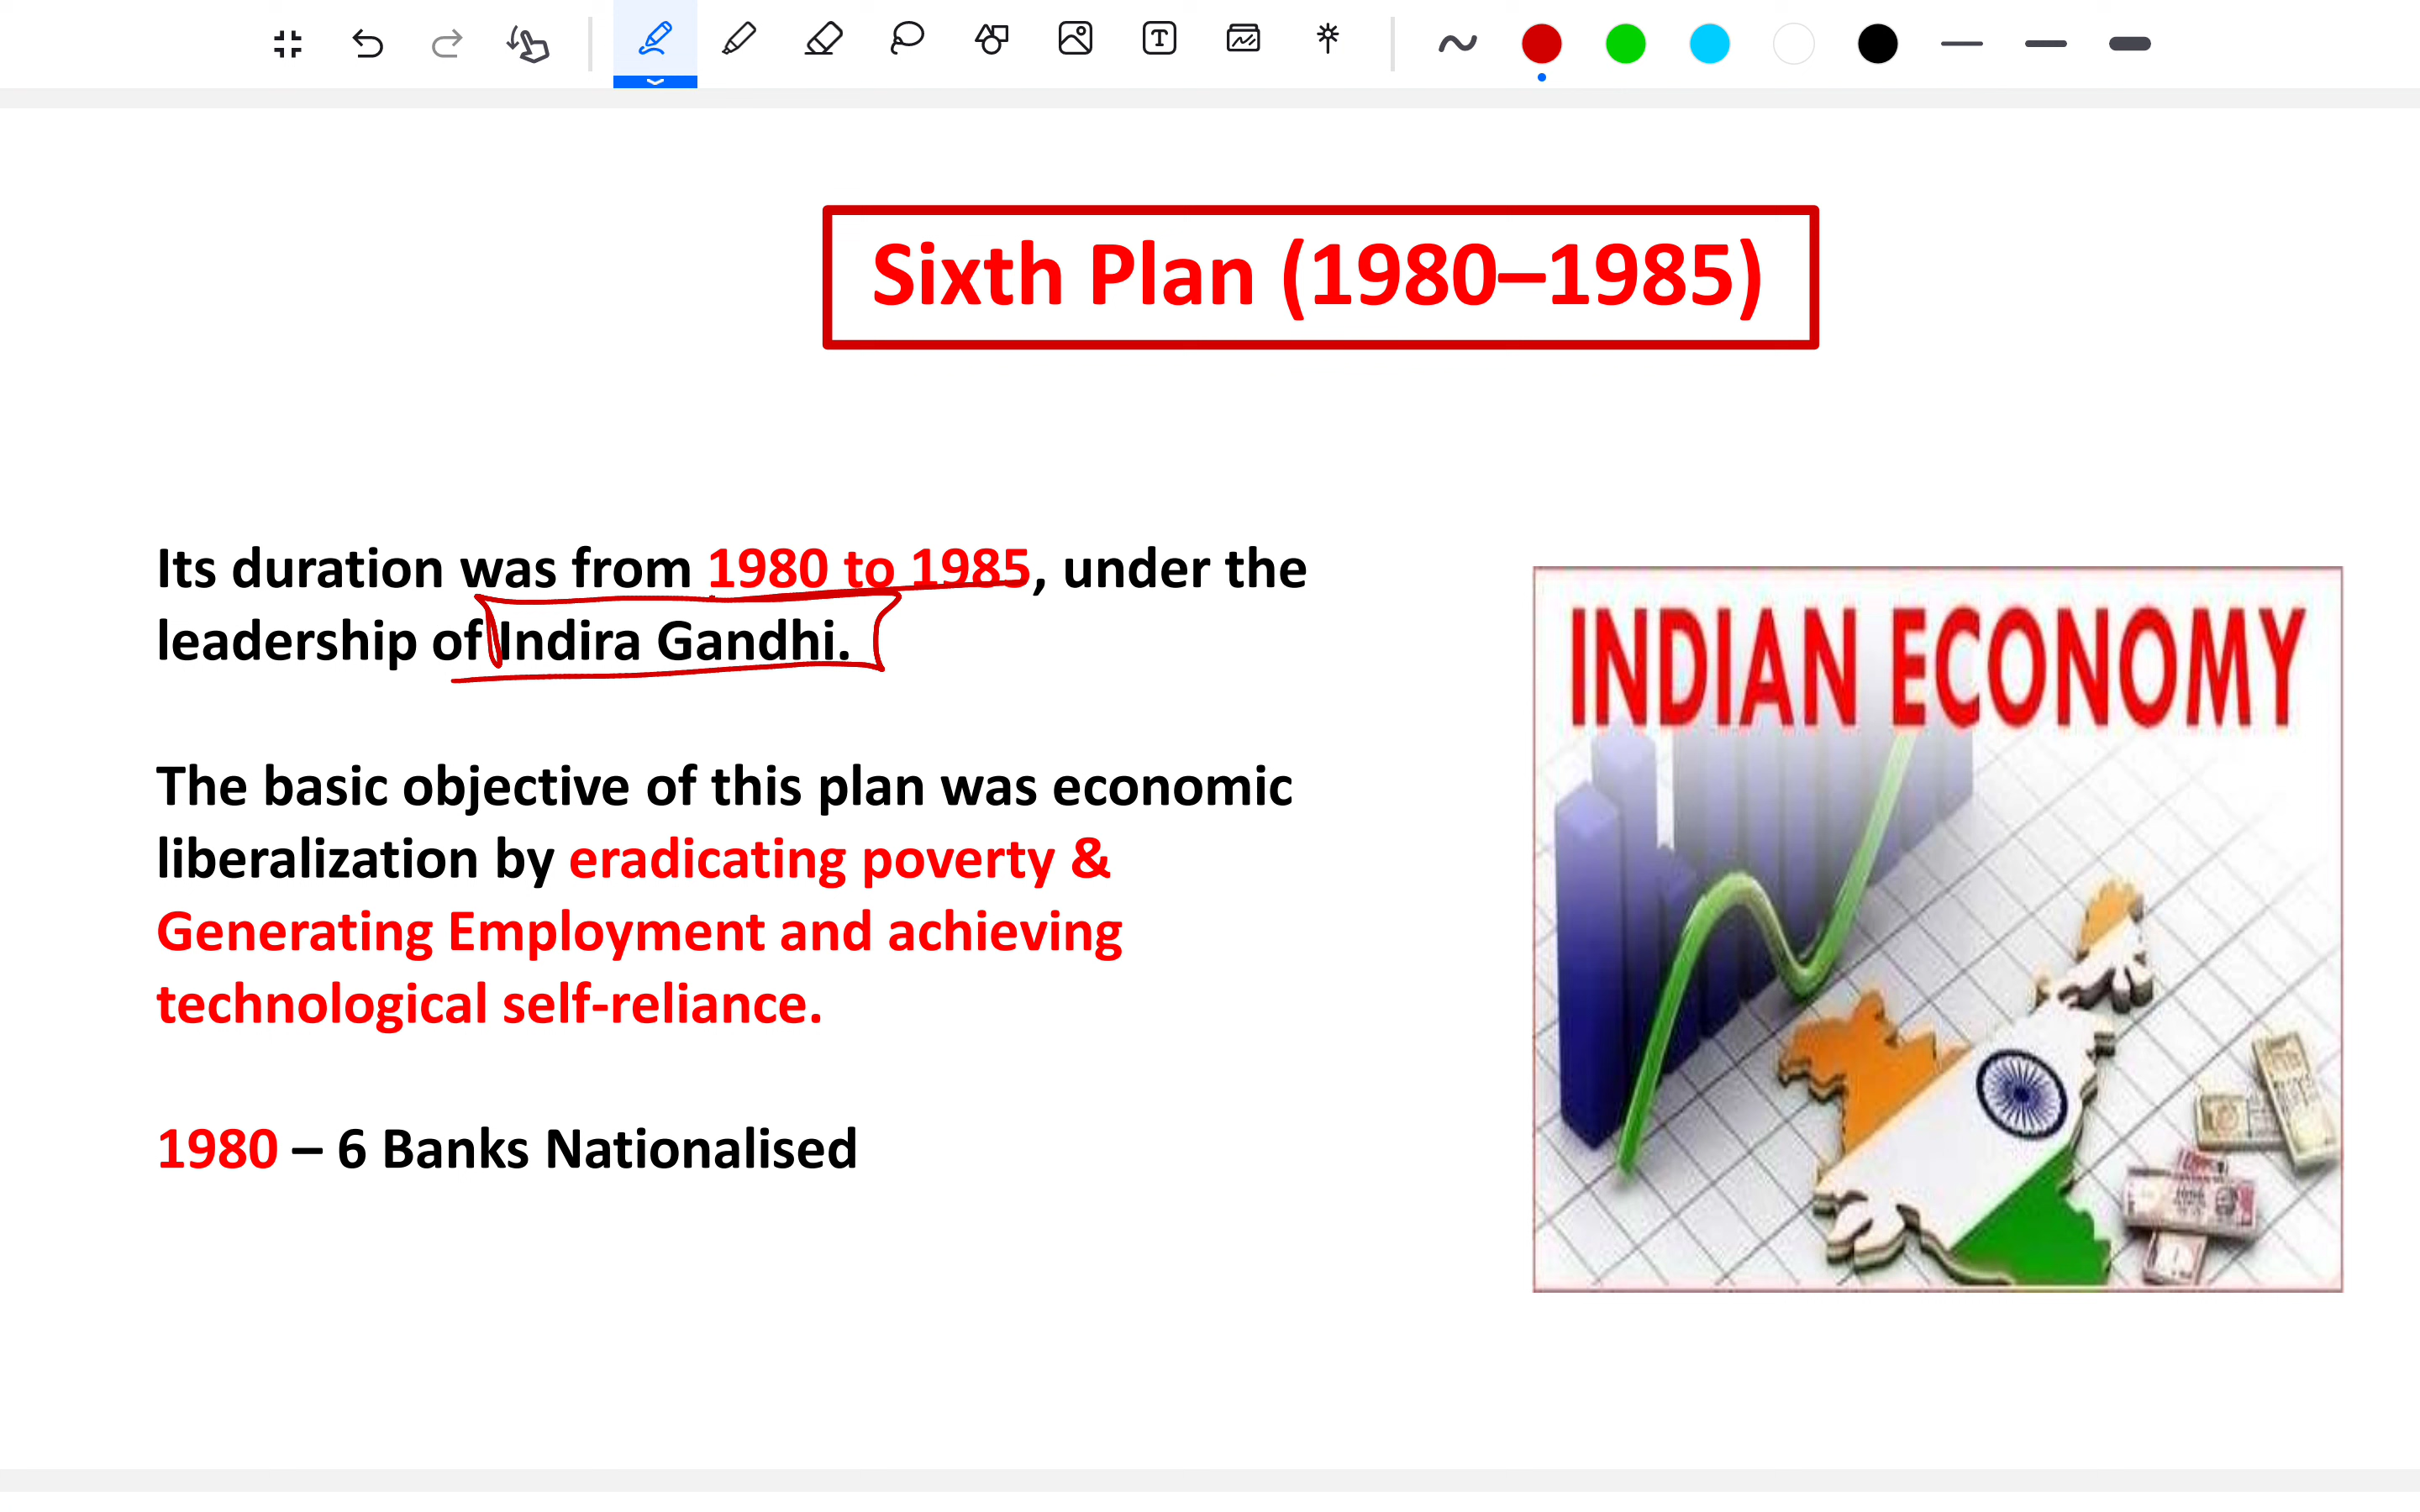 Sixth Plan (1980–1985)
Its duration was from 1980 to 1985, under the
leadership of Indira Gandhi.
The basic objective of this plan was economic
liberalization by eradicating poverty &
Generating Employment and achieving
technological self-reliance.
1980 – 6 Banks Nationalised
INDIAN ECONOMY